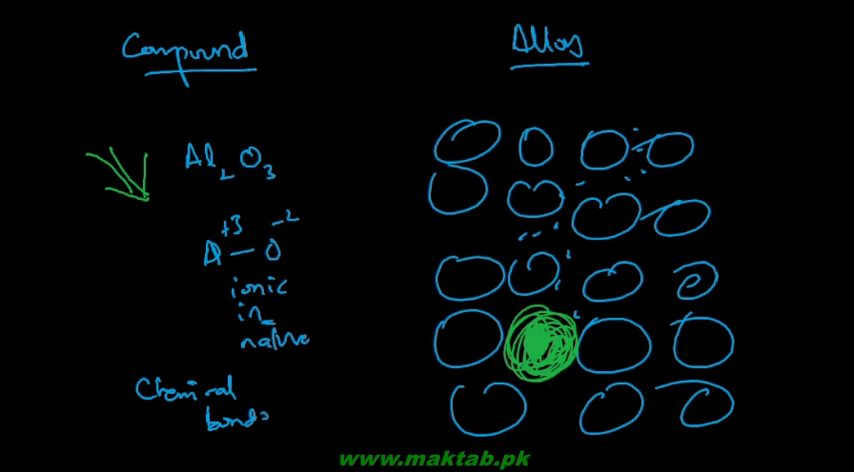 Compound
Alloy
Al₂O₃
+3 -2
Al — O
ionic
in
nature
Chemical
bonds
www.maktab.pk